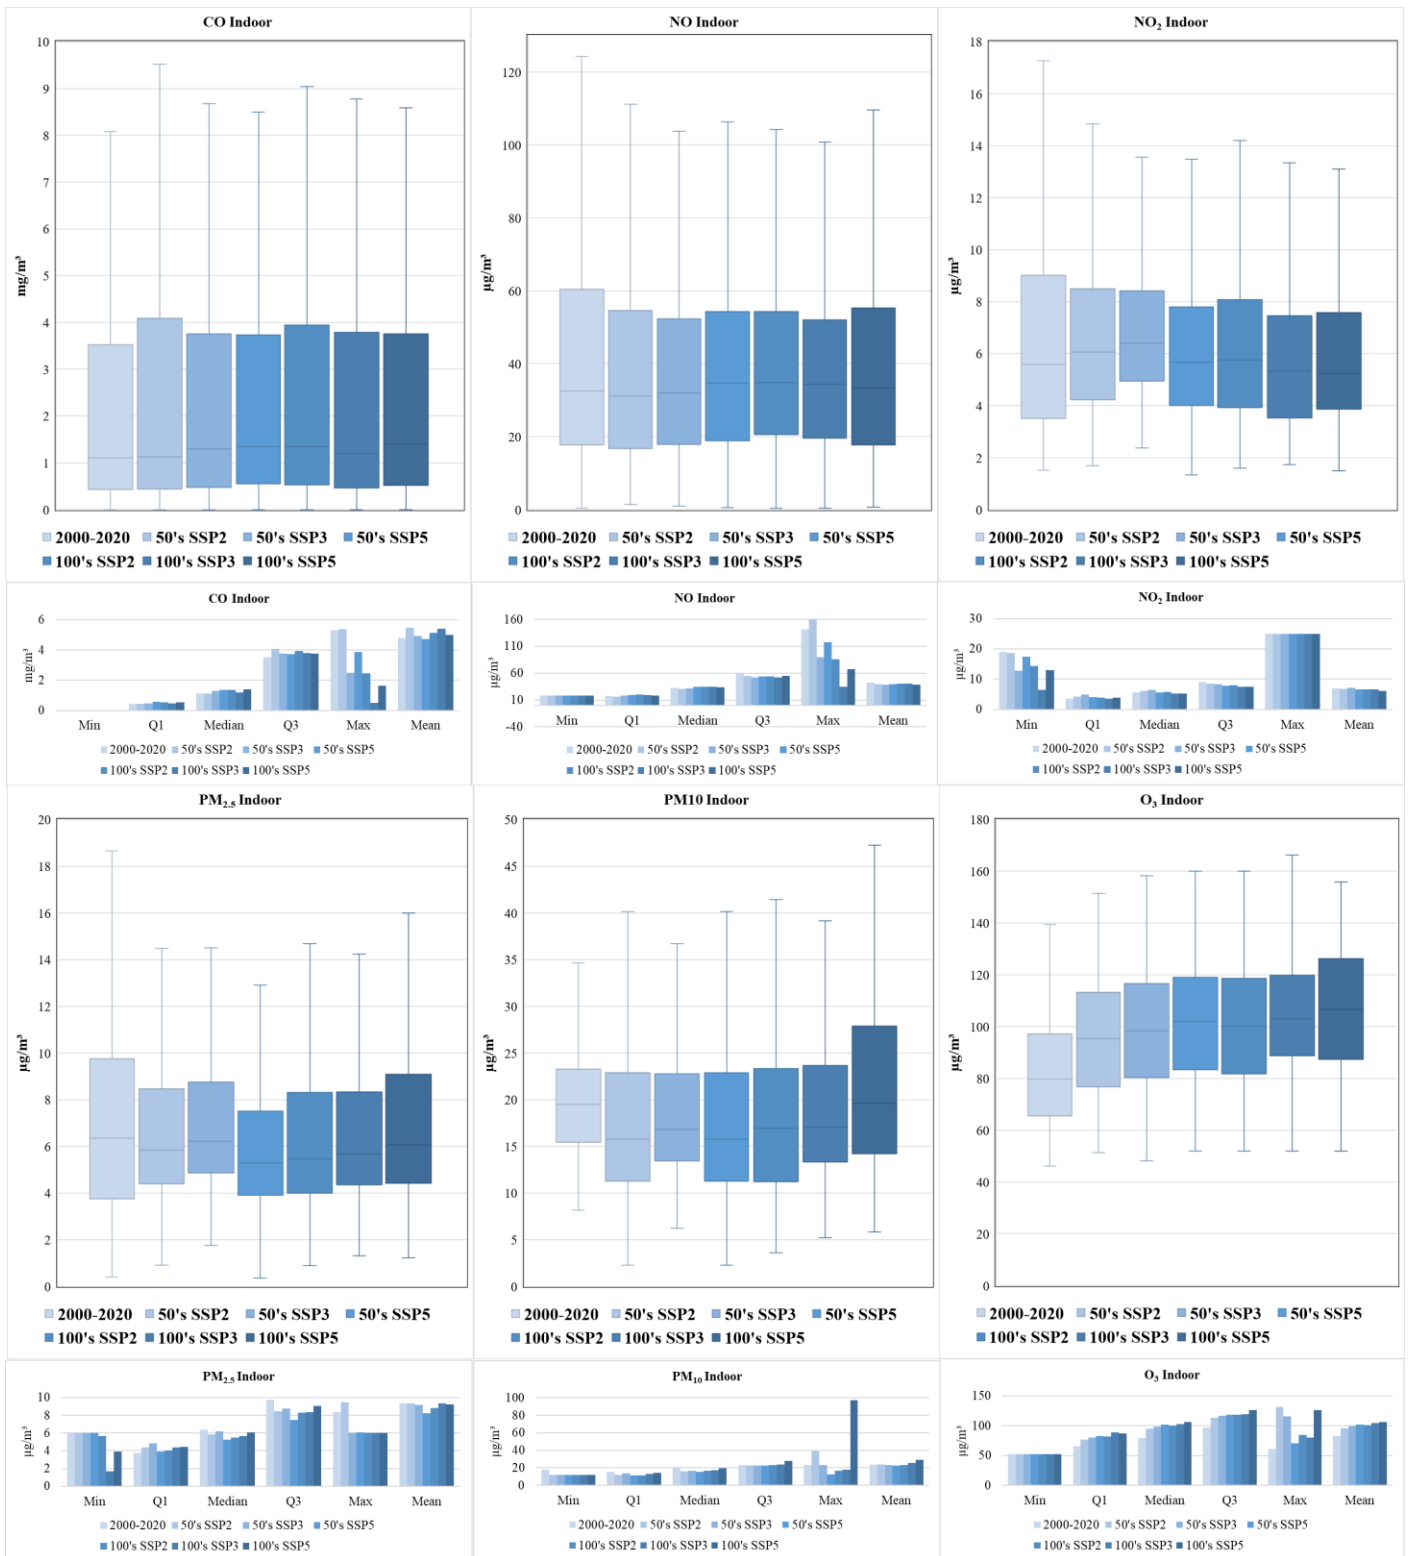 CO Indoor
10
9
8
7
6
5
4
3
2
1
0
mg/m³
2000-2020 50's SSP2 50's SSP3 50's SSP5
100's SSP2 100's SSP3 100's SSP5
NO Indoor
120
100
80
60
40
20
0
µg/m³
2000-2020 50's SSP2 50's SSP3 50's SSP5
100's SSP2 100's SSP3 100's SSP5
NO₂ Indoor
18
16
14
12
10
8
6
4
2
0
µg/m³
2000-2020 50's SSP2 50's SSP3 50's SSP5
100's SSP2 100's SSP3 100's SSP5
CO Indoor
6
4
2
0
mg/m³
Min Q1 Median Q3 Max Mean
2000-2020 50's SSP2 50's SSP3 50's SSP5
100's SSP2 100's SSP3 100's SSP5
NO Indoor
160
110
60
10
-40
µg/m³
Min Q1 Median Q3 Max Mean
2000-2020 50's SSP2 50's SSP3 50's SSP5
100's SSP2 100's SSP3 100's SSP5
NO₂ Indoor
30
20
10
0
µg/m³
Min Q1 Median Q3 Max Mean
2000-2020 50's SSP2 50's SSP3 50's SSP5
100's SSP2 100's SSP3 100's SSP5
PM₂.₅ Indoor
20
18
16
14
12
10
8
6
4
2
0
µg/m³
2000-2020 50's SSP2 50's SSP3 50's SSP5
100's SSP2 100's SSP3 100's SSP5
PM10 Indoor
50
45
40
35
30
25
20
15
10
5
0
µg/m³
2000-2020 50's SSP2 50's SSP3 50's SSP5
100's SSP2 100's SSP3 100's SSP5
O₃ Indoor
180
160
140
120
100
80
60
40
20
0
µg/m³
2000-2020 50's SSP2 50's SSP3 50's SSP5
100's SSP2 100's SSP3 100's SSP5
PM₂.₅ Indoor
10
8
6
4
2
0
µg/m³
Min Q1 Median Q3 Max Mean
2000-2020 50's SSP2 50's SSP3 50's SSP5
100's SSP2 100's SSP3 100's SSP5
PM₁₀ Indoor
100
80
60
40
20
0
µg/m³
Min Q1 Median Q3 Max Mean
2000-2020 50's SSP2 50's SSP3 50's SSP5
100's SSP2 100's SSP3 100's SSP5
O₃ Indoor
150
100
50
0
µg/m³
Min Q1 Median Q3 Max Mean
2000-2020 50's SSP2 50's SSP3 50's SSP5
100's SSP2 100's SSP3 100's SSP5